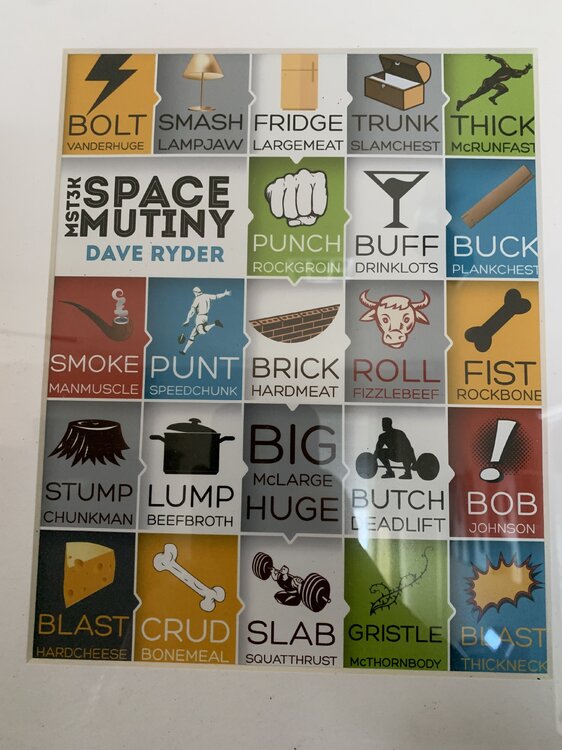 BOLT
VANDERHUGE
SMASH
LAMPJAW
FRIDGE
LARGEMEAT
TRUNK
SLAMCHEST
THICK
McRUNFAST
MST3K
SPACE
MUTINY
DAVE RYDER
PUNCH
ROCKGROIN
BUFF
DRINKLOTS
BUCK
PLANKCHEST
SMOKE
MANMUSCLE
PUNT
SPEEDCHUNK
BRICK
HARDMEAT
ROLL
FIZZLEBEEF
FIST
ROCKBONE
STUMP
CHUNKMAN
LUMP
BEEFBROTH
BIG
McLARGE
HUGE
BUTCH
DEADLIFT
BOB
JOHNSON
BLAST
HARDCHEESE
CRUD
BONEMEAL
SLAB
SQUATTHRUST
GRISTLE
McTHORNBODY
BLAST
THICKNECK